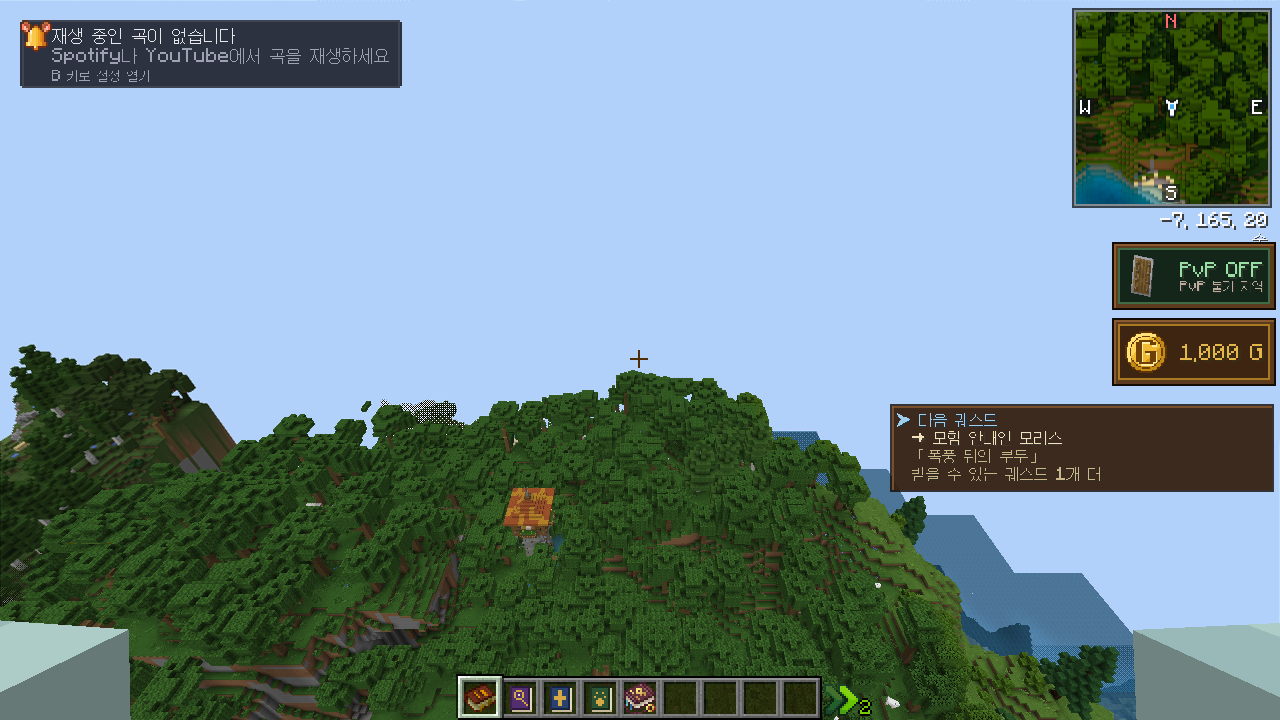 재생 중인 곡이 없습니다
Spotify나 YouTube에서 곡을 재생하세요
B 키로 설정 열기
N
W
E
S
-7, 165, 20
숲
PvP OFF
PvP 불가 지역
1,000 G
다음 퀘스트
→ 모험 안내인 모리스
「폭풍 뒤의 부두」
받을 수 있는 퀘스트 1개 더
2